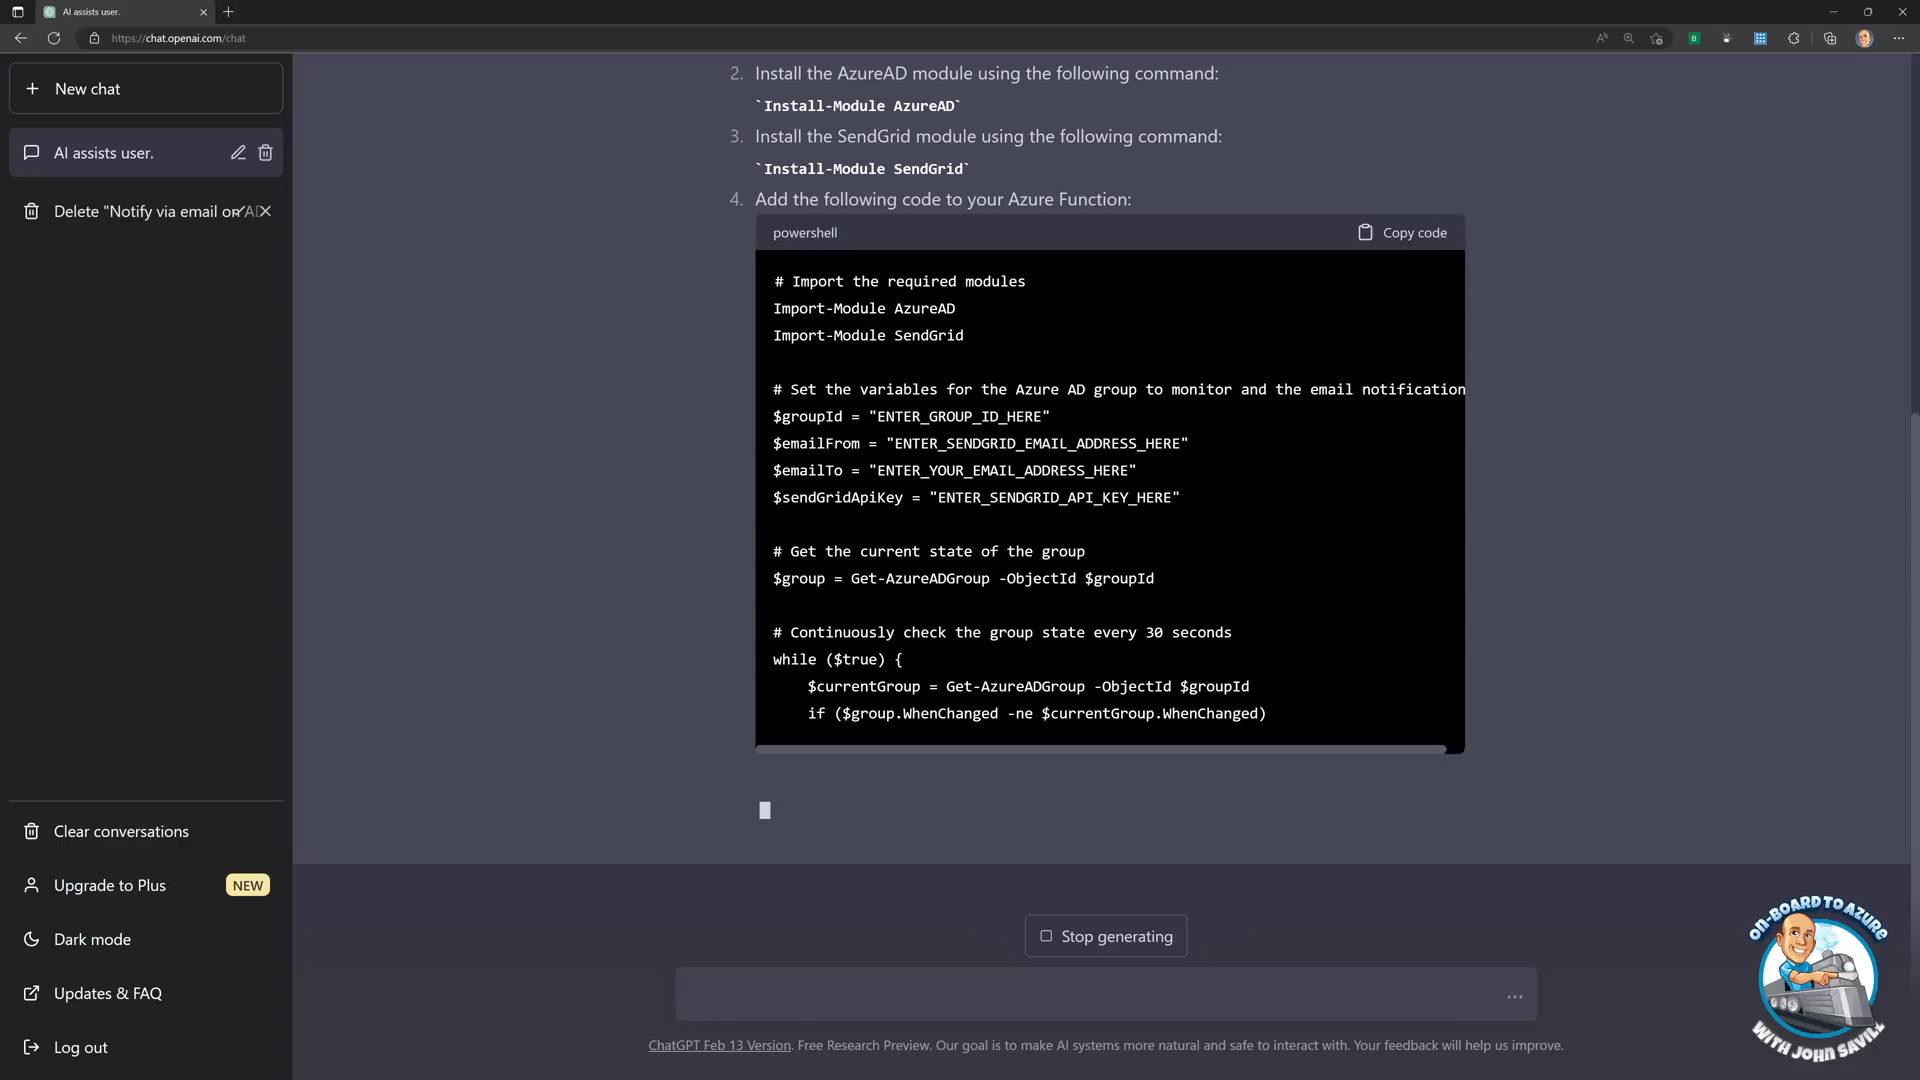 AI assists user.
https://chat.openai.com/chat
New chat
AI assists user.
Delete "Notify via email on
Clear conversations
Upgrade to Plus
NEW
Dark mode
Updates & FAQ
Log out
2. Install the AzureAD module using the following command:
`Install-Module AzureAD`
3. Install the SendGrid module using the following command:
`Install-Module SendGrid`
4. Add the following code to your Azure Function:
powershell
Copy code
# Import the required modules
Import-Module AzureAD
Import-Module SendGrid
# Set the variables for the Azure AD group to monitor and the email notification
$groupId = "ENTER_GROUP_ID_HERE"
$emailFrom = "ENTER_SENDGRID_EMAIL_ADDRESS_HERE"
$emailTo = "ENTER_YOUR_EMAIL_ADDRESS_HERE"
$sendGridApiKey = "ENTER_SENDGRID_API_KEY_HERE"
# Get the current state of the group
$group = Get-AzureADGroup -ObjectId $groupId
# Continuously check the group state every 30 seconds
while ($true) {
$currentGroup = Get-AzureADGroup -ObjectId $groupId
if ($group.WhenChanged -ne $currentGroup.WhenChanged)
Stop generating
ChatGPT Feb 13 Version. Free Research Preview. Our goal is to make AI systems more natural and safe to interact with. Your feedback will help us improve.
ON-BOARD TO AZURE
WITH JOHN SAVILL